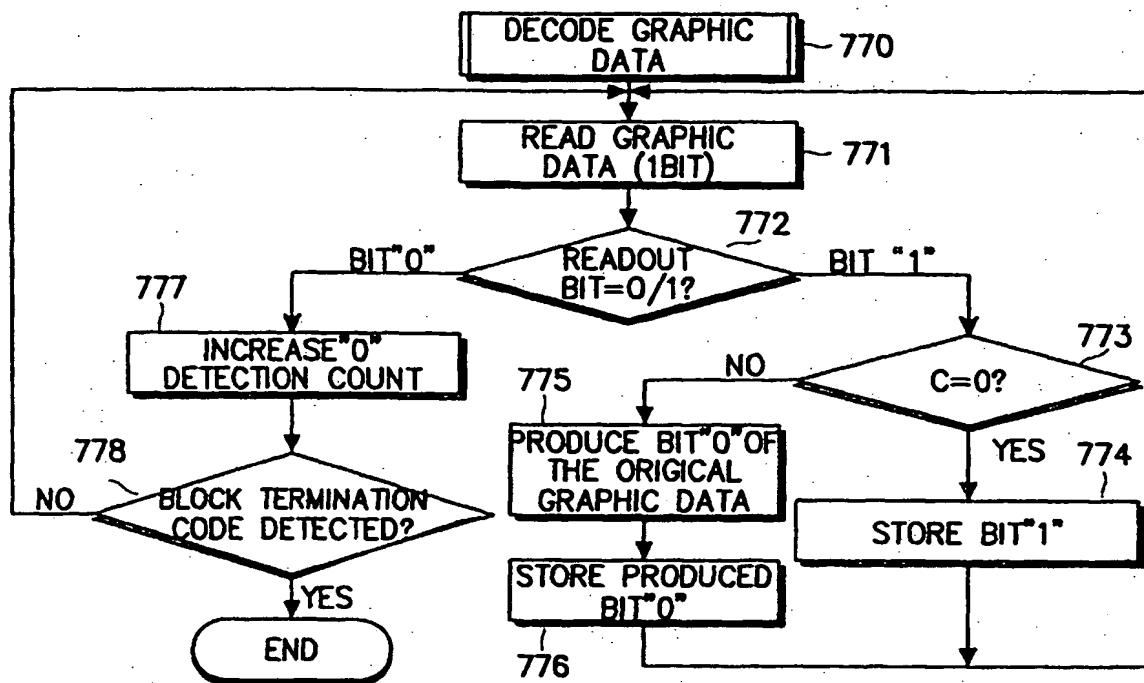 DECODE GRAPHIC
DATA
770
READ GRAPHIC
DATA (1BIT)
771
772
READOUT
BIT=0/1?
BIT"0"
BIT "1"
777
INCREASE"0"
DETECTION COUNT
773
C=0?
NO
YES
775
PRODUCE BIT"0"OF
THE ORIGICAL
GRAPHIC DATA
774
STORE BIT"1"
778
BLOCK TERMINATION
CODE DETECTED?
NO
YES
STORE PRODUCED
BIT"0"
776
END